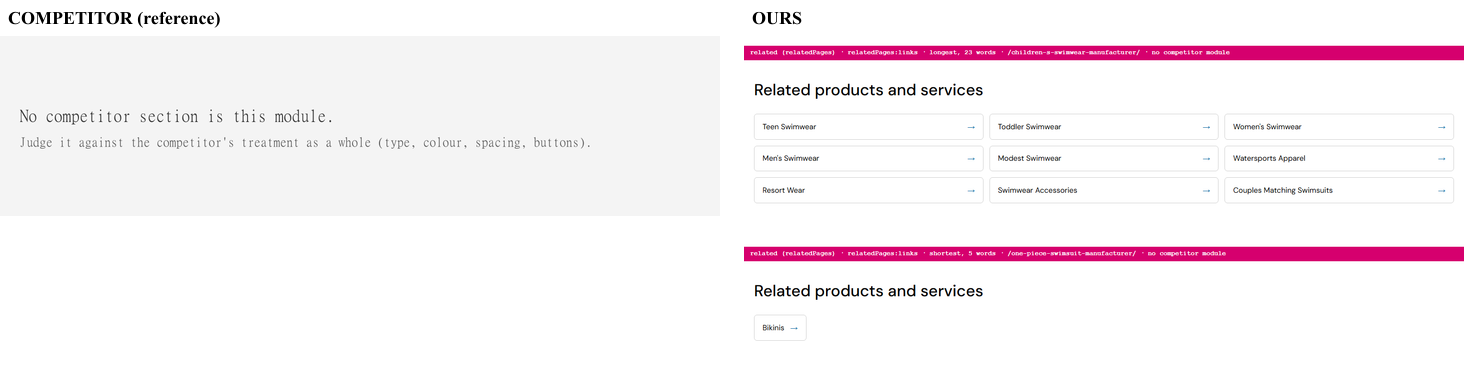 COMPETITOR (reference)
No competitor section is this module.
Judge it against the competitor's treatment as a whole (type, colour, spacing, buttons).
OURS
related (relatedPages) · relatedPages:links · longest, 23 words · /children-s-swimwear-manufacturer/ · no competitor module
Related products and services
Teen Swimwear →
Toddler Swimwear →
Women's Swimwear →
Men's Swimwear →
Modest Swimwear →
Watersports Apparel →
Resort Wear →
Swimwear Accessories →
Couples Matching Swimsuits →
related (relatedPages) · relatedPages:links · shortest, 5 words · /one-piece-swimsuit-manufacturer/ · no competitor module
Related products and services
Bikinis →